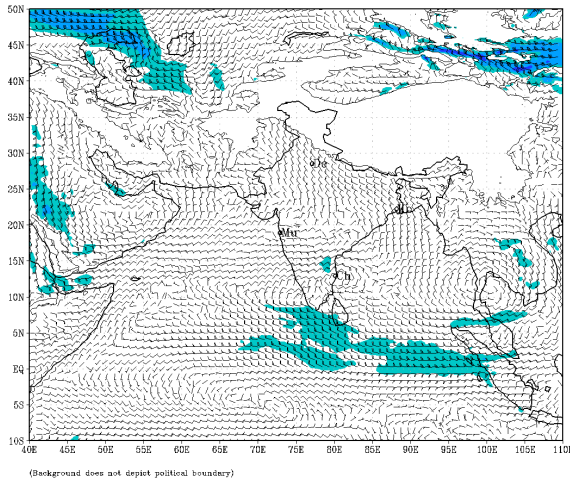 50N
45N
40N
35N
30N
De
25N
20N
Mu
15N
Ch
10N
5N
EQ
5S
10S
40E 45E 50E 55E 60E 65E 70E 75E 80E 85E 90E 95E 100E 105E 110E
(Background does not depict political boundary)